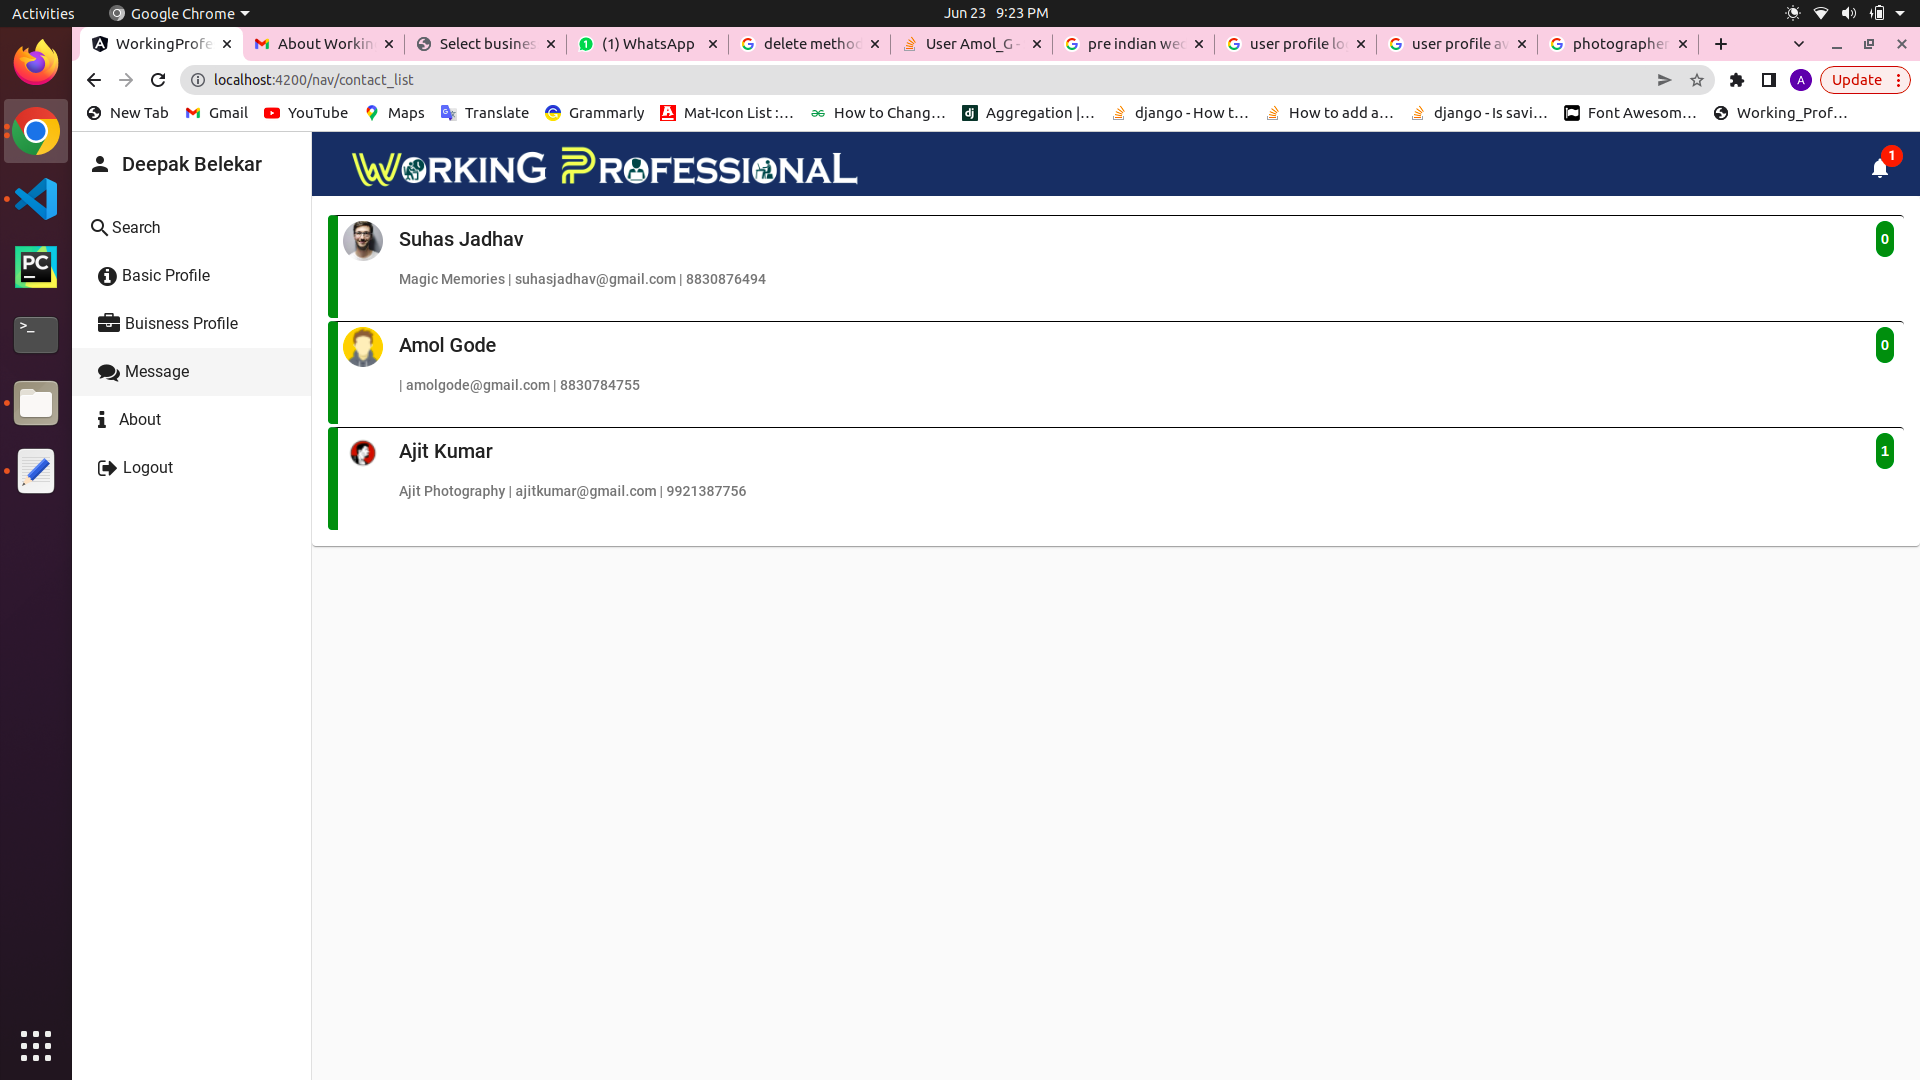 Activities Google Chrome Jun 23 9:23 PM
WorkingProfe About Workin Select busines (1) WhatsApp delete metho User Amol_G - pre indian wed user profile lo user profile av photographer
localhost:4200/nav/contact_list A Update
New Tab Gmail YouTube Maps Translate Grammarly Mat-Icon List :... How to Chang... Aggregation |... django - How t... How to add a... django - Is savi... Font Awesom... Working_Prof...
Deepak Belekar
WORKING PROFESSIONAL
1
Search
Basic Profile
Buisness Profile
Message
About
Logout
Suhas Jadhav
0
Magic Memories | suhasjadhav@gmail.com | 8830876494
Amol Gode
0
| amolgode@gmail.com | 8830784755
Ajit Kumar
1
Ajit Photography | ajitkumar@gmail.com | 9921387756
PC
>_